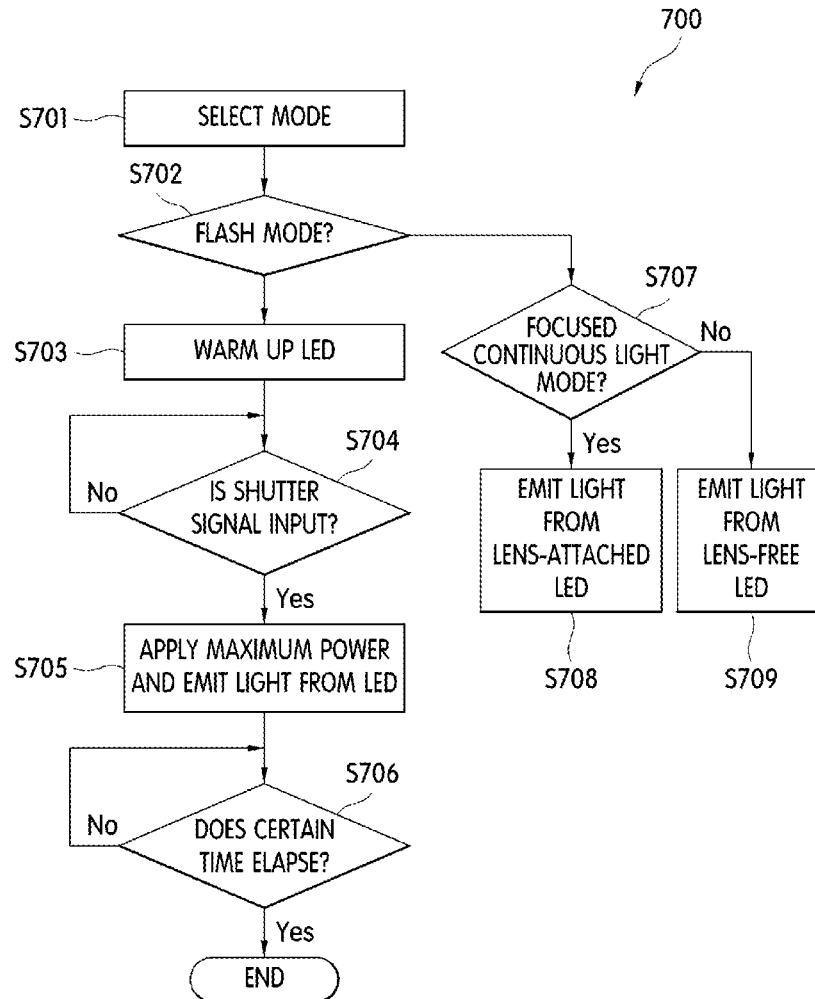 700
S701
SELECT MODE
S702
FLASH MODE?
S703
WARM UP LED
S704
No
IS SHUTTER
SIGNAL INPUT?
Yes
S705
APPLY MAXIMUM POWER
AND EMIT LIGHT FROM LED
S706
No
DOES CERTAIN
TIME ELAPSE?
Yes
END
S707
FOCUSED
CONTINUOUS LIGHT
MODE?
No
Yes
EMIT LIGHT
FROM
LENS-ATTACHED
LED
S708
EMIT LIGHT
FROM
LENS-FREE
LED
S709